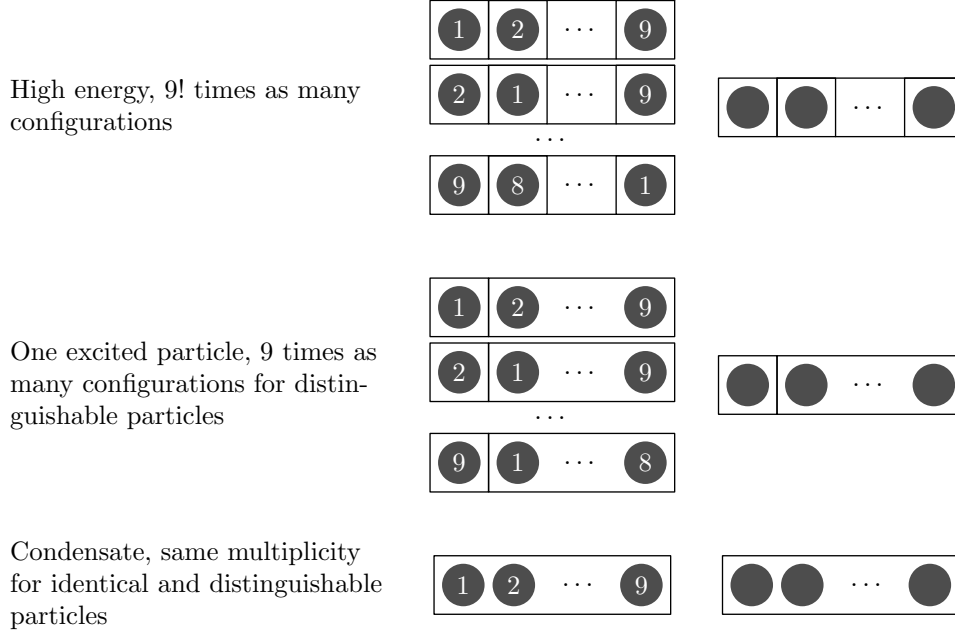 1 2 ··· 9
High energy, 9! times as many
configurations
2 1 ··· 9
···
···
9 8 ··· 1
1 2 ··· 9
One excited particle, 9 times as
many configurations for distin-
guishable particles
2 1 ··· 9
···
···
9 1 ··· 8
Condensate, same multiplicity
for identical and distinguishable
particles
1 2 ··· 9
···